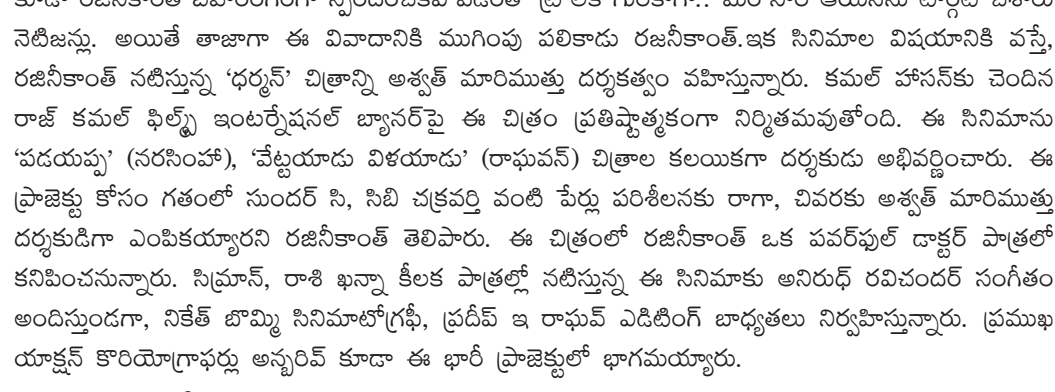 నెటిజన్లు. అయితే తాజాగా ఈ వివాదానికి ముగింపు పలికాడు రజనీకాంత్.ఇక సినిమాల విషయానికి వస్తే,
రజినీకాంత్ నటిస్తున్న ‘ధర్మన్’ చిత్రాన్ని అశ్వత్ మారిముత్తు దర్శకత్వం వహిస్తున్నారు. కమల్ హాసన్‌కు చెందిన
రాజ్ కమల్ ఫిల్మ్స్ ఇంటర్నేషనల్ బ్యానర్‌పై ఈ చిత్రం ప్రతిష్టాత్మకంగా నిర్మితమవుతోంది. ఈ సినిమాను
‘పడయప్ప’ (నరసింహా), ‘వేట్టయాడు విళయాడు’ (రాఘవన్) చిత్రాల కలయికగా దర్శకుడు అభివర్ణించారు. ఈ
ప్రాజెక్టు కోసం గతంలో సుందర్ సి, సిబి చక్రవర్తి వంటి పేర్లు పరిశీలనకు రాగా, చివరకు అశ్వత్ మారిముత్తు
దర్శకుడిగా ఎంపికయ్యారని రజినీకాంత్ తెలిపారు. ఈ చిత్రంలో రజినీకాంత్ ఒక పవర్‌ఫుల్ డాక్టర్ పాత్రలో
కనిపించనున్నారు. సిమ్రాన్, రాశి ఖన్నా కీలక పాత్రల్లో నటిస్తున్న ఈ సినిమాకు అనిరుధ్ రవిచందర్ సంగీతం
అందిస్తుండగా, నికేత్ బొమ్మి సినిమాటోగ్రఫీ, ప్రదీప్ ఇ రాఘవ్ ఎడిటింగ్ బాధ్యతలు నిర్వహిస్తున్నారు. ప్రముఖ
యాక్షన్ కొరియోగ్రాఫర్లు అన్బరివ్ కూడా ఈ భారీ ప్రాజెక్టులో భాగమయ్యారు.